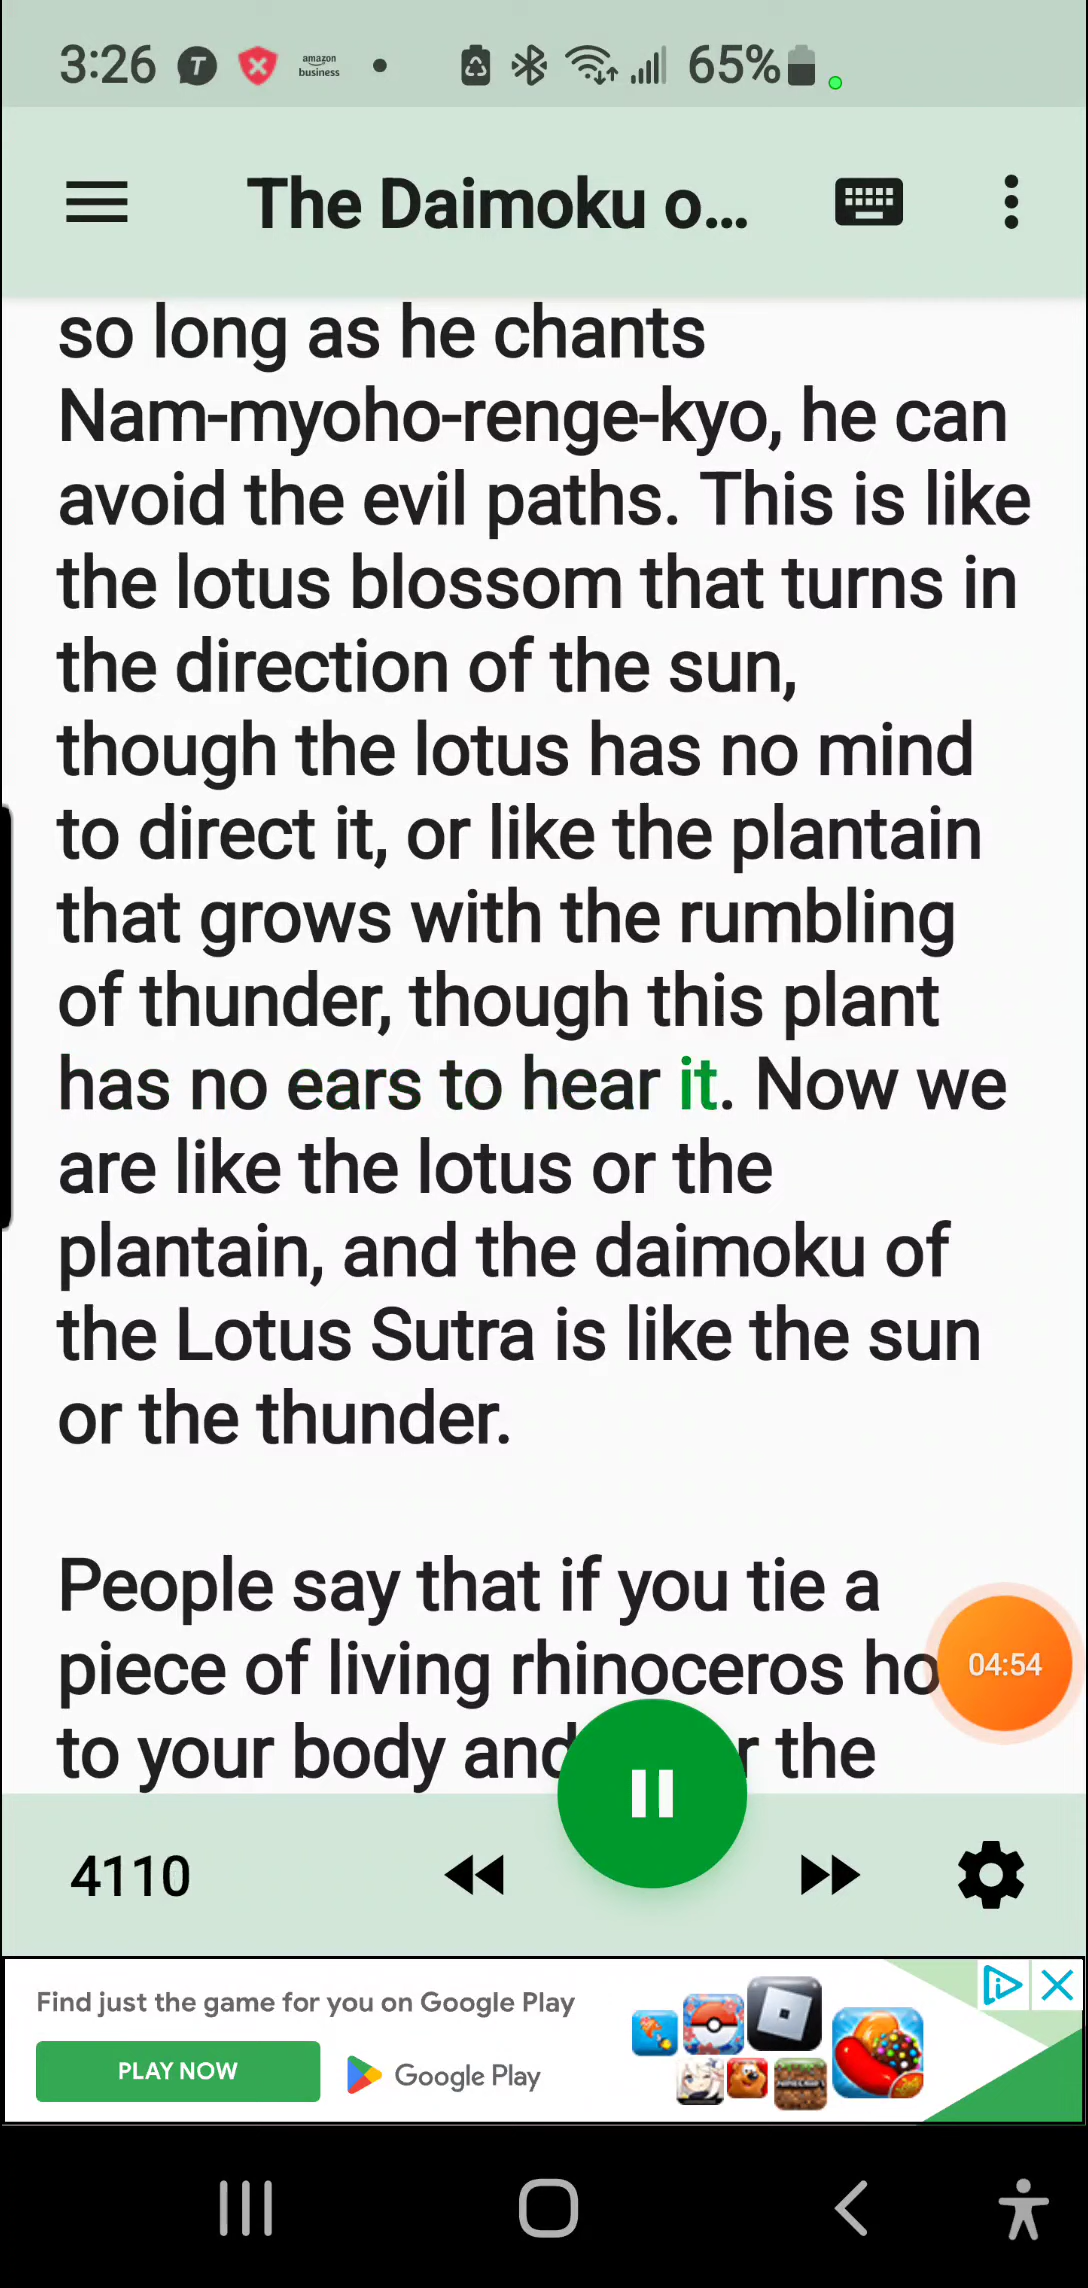 3:26 T amazon business 65%
The Daimoku o...
so long as he chants
Nam-myoho-renge-kyo, he can
avoid the evil paths. This is like
the lotus blossom that turns in
the direction of the sun,
though the lotus has no mind
to direct it, or like the plantain
that grows with the rumbling
of thunder, though this plant
has no ears to hear it. Now we
are like the lotus or the
plantain, and the daimoku of
the Lotus Sutra is like the sun
or the thunder.
People say that if you tie a
piece of living rhinoceros ho
04:54
to your body and r the
4110
Find just the game for you on Google Play
PLAY NOW
Google Play
MINECRAFT